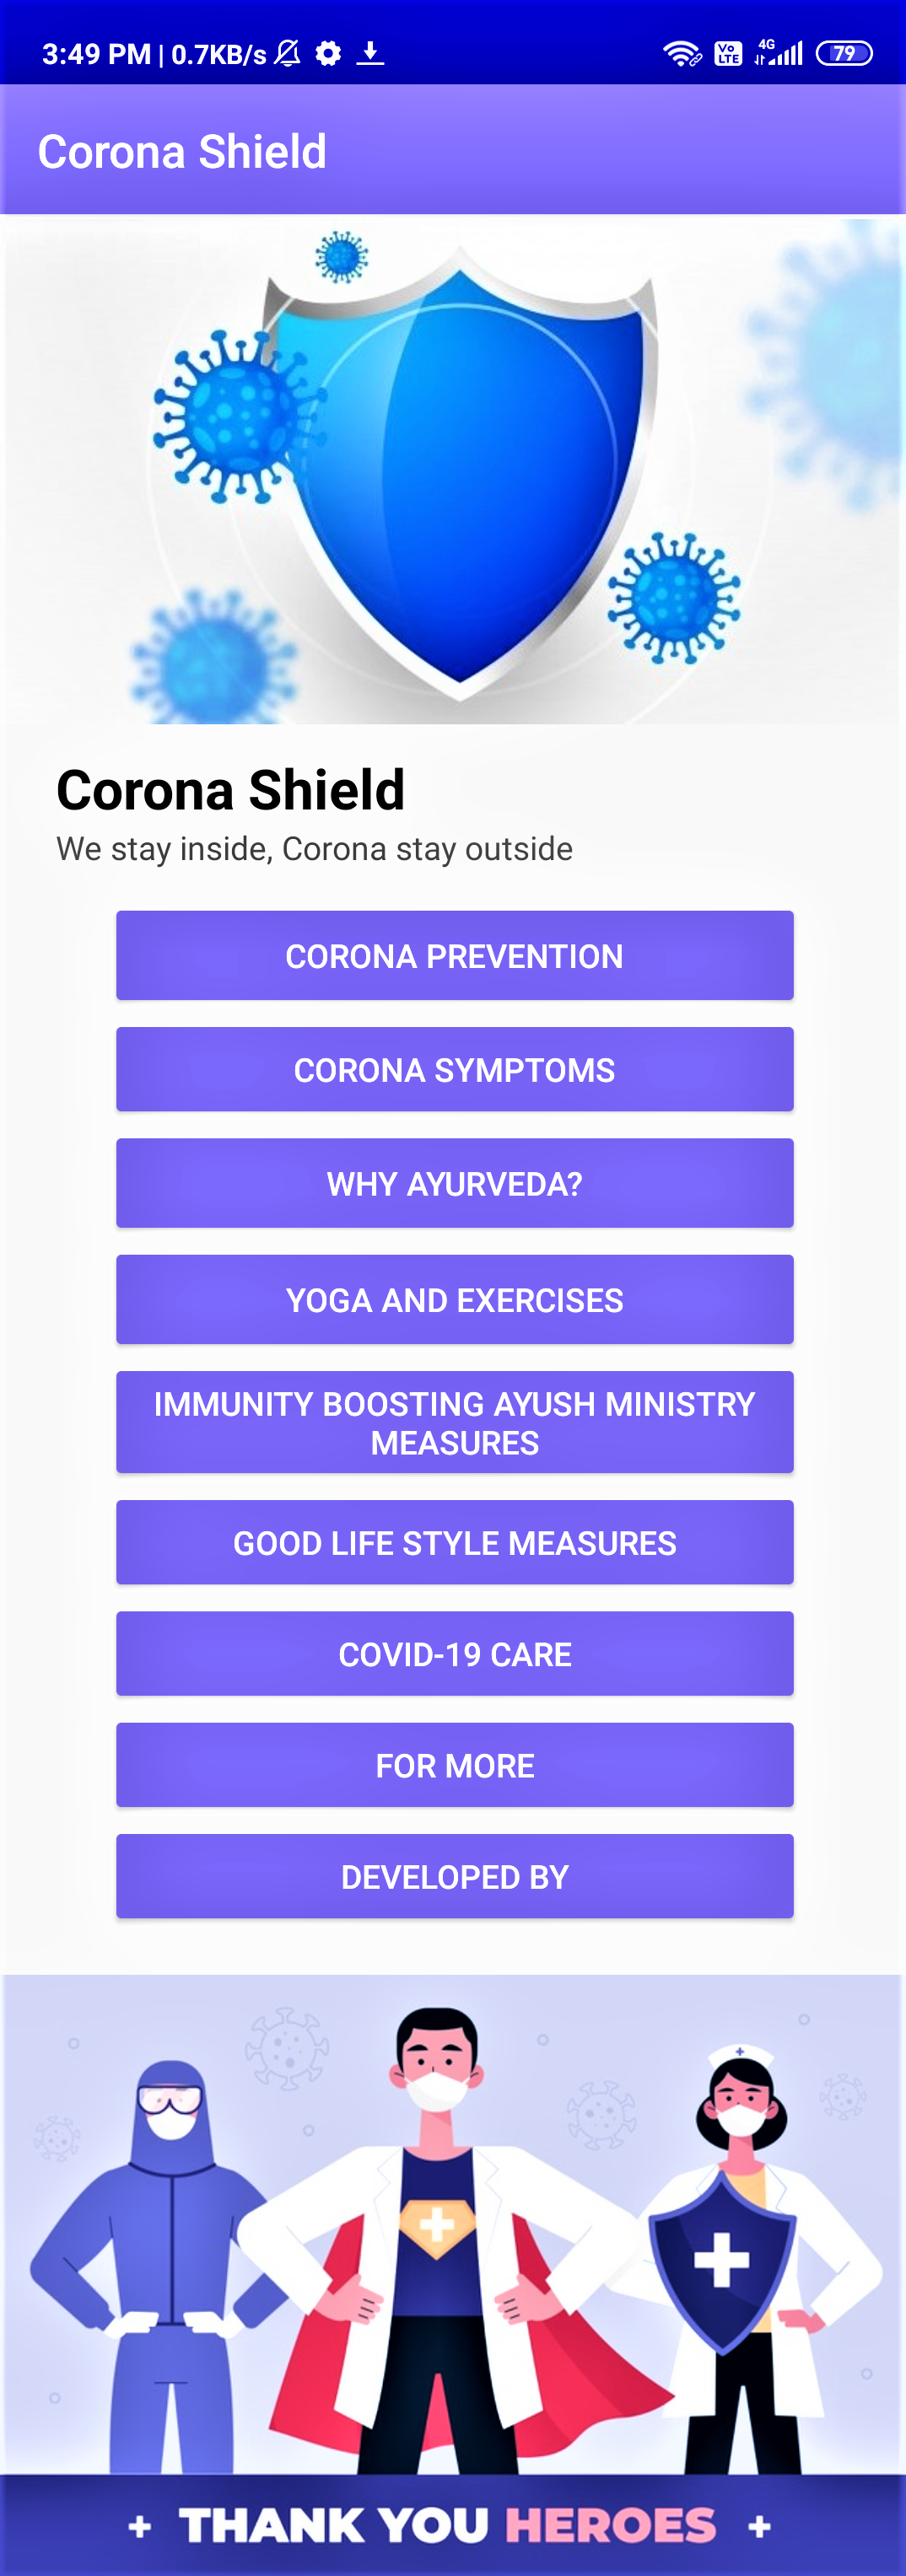 3:49 PM | 0.7KB/s
Vo LTE 4G 79
Corona Shield
Corona Shield
We stay inside, Corona stay outside
CORONA PREVENTION
CORONA SYMPTOMS
WHY AYURVEDA?
YOGA AND EXERCISES
IMMUNITY BOOSTING AYUSH MINISTRY
MEASURES
GOOD LIFE STYLE MEASURES
COVID-19 CARE
FOR MORE
DEVELOPED BY
THANK YOU HEROES